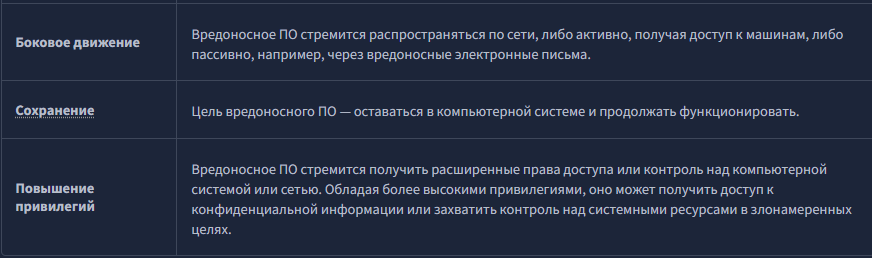 Боковое движение
Вредоносное ПО стремится распространяться по сети, либо активно, получая доступ к машинам, либо
пассивно, например, через вредоносные электронные письма.
Сохранение
Цель вредоносного ПО — оставаться в компьютерной системе и продолжать функционировать.
Повышение
привилегий
Вредоносное ПО стремится получить расширенные права доступа или контроль над компьютерной
системой или сетью. Обладая более высокими привилегиями, оно может получить доступ к
конфиденциальной информации или захватить контроль над системными ресурсами в злонамеренных
целях.